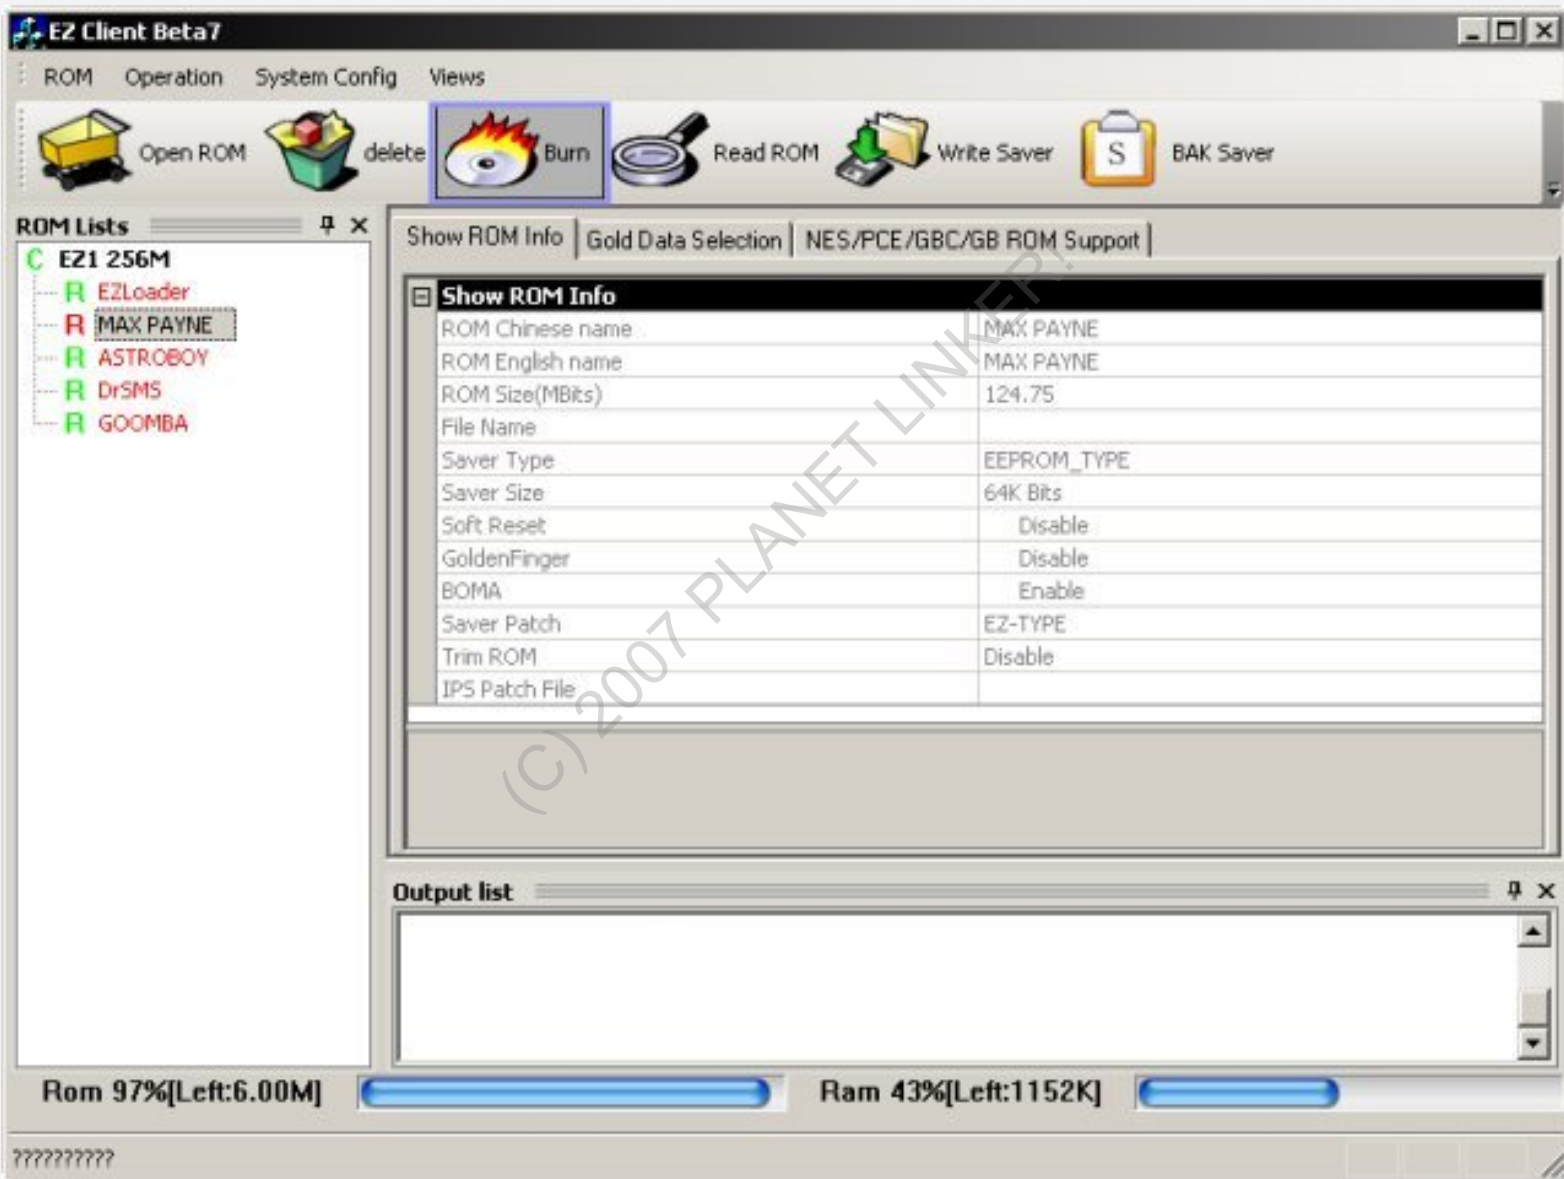 EZ Client Beta7
ROM Operation System Config Views
Open ROM delete Burn Read ROM Write Saver S BAK Saver
ROM Lists
C EZ1 256M
R EZLoader
R MAX PAYNE
R ASTROBOY
R DrSMS
R GOOMBA
Show ROM Info Gold Data Selection NES/PCE/GBC/GB ROM Support
Show ROM Info
ROM Chinese name MAX PAYNE
ROM English name MAX PAYNE
ROM Size(MBits) 124.75
File Name
Saver Type EEPROM_TYPE
Saver Size 64K Bits
Soft Reset Disable
GoldenFinger Disable
BOMA Enable
Saver Patch EZ-TYPE
Trim ROM Disable
IPS Patch File
(C) 2007 PLANET LINKER!
Output list
Rom 97%[Left:6.00M] Ram 43%[Left:1152K]
??????????